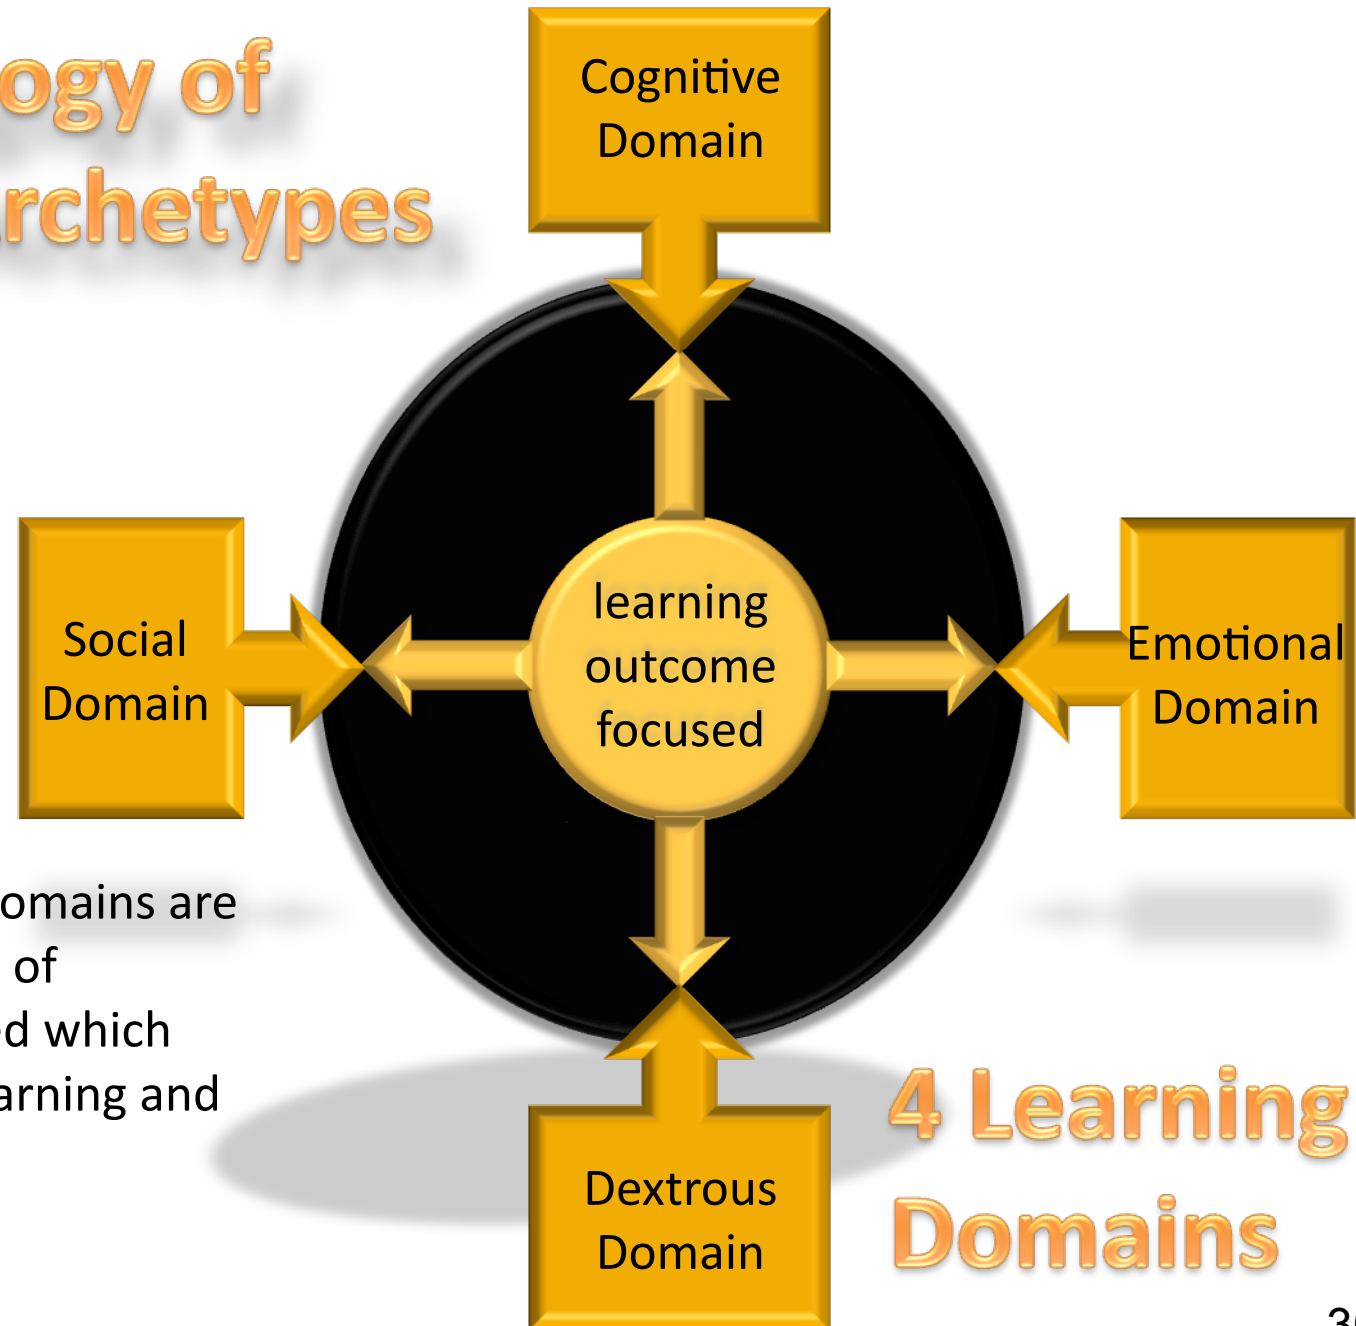 ogy of
rchetypes
Cognitive
Domain
Social
Domain
learning
outcome
focused
Emotional
Domain
omains are
of
ed which
arning and
Dextrous
Domain
4 Learning
Domains